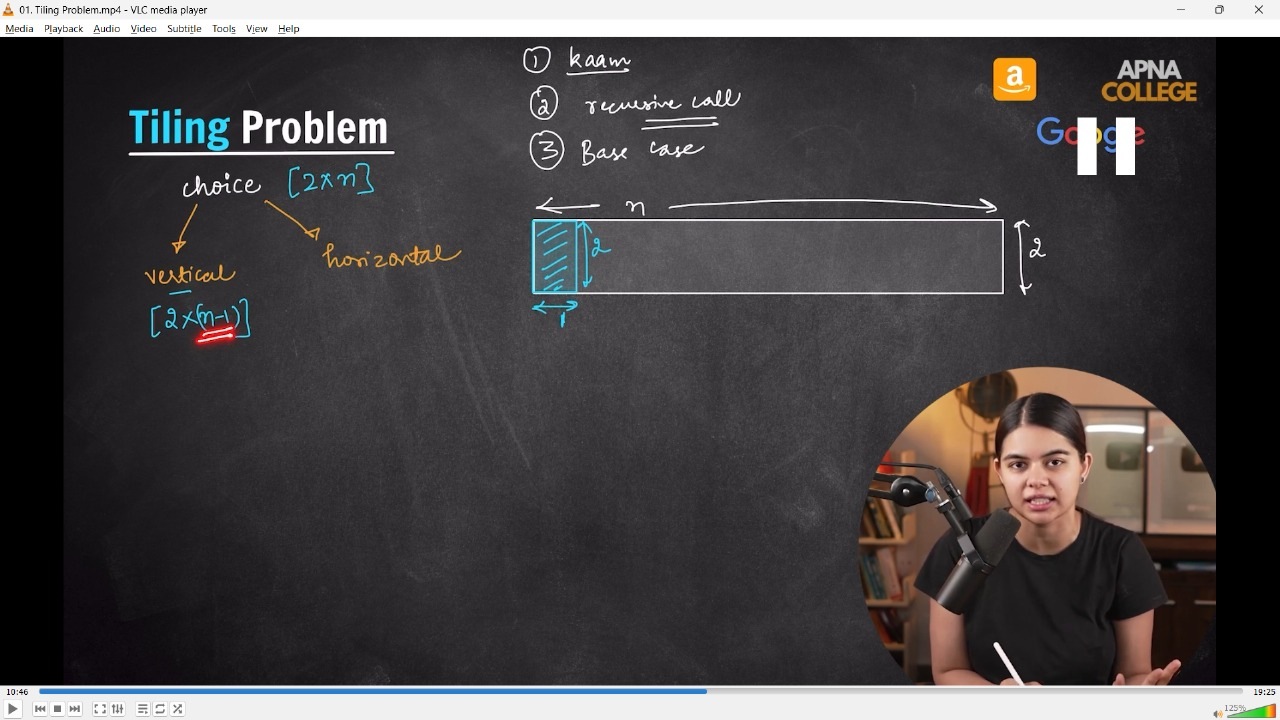 01. Tiling Problem.mp4 - VLC media player
Media Playback Audio Video Subtitle Tools View Help
① kaam
② recursive call
③ Base case
a
APNA
COLLEGE
Google
Tiling Problem
choice [2×n]
vertical
horizontal
[2×(n-1)]
n
2
2
1
10:46
19:25
125%